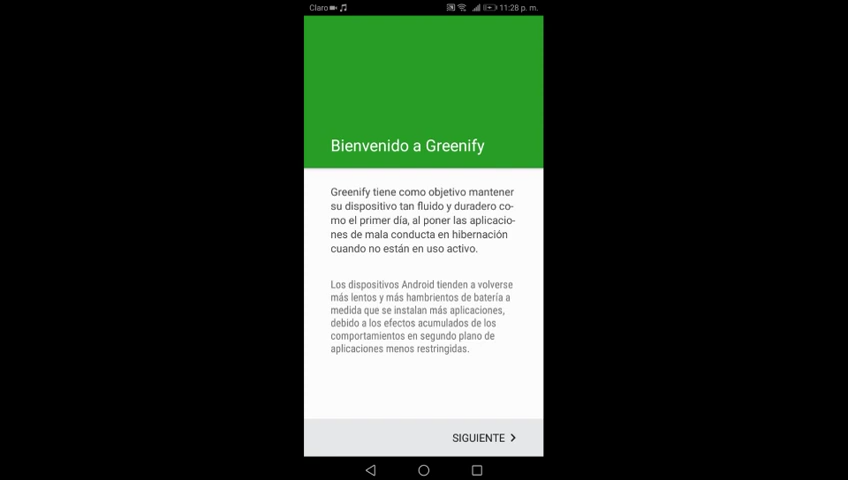 Claro 11:28 p. m.
Bienvenido a Greenify
Greenify tiene como objetivo mantener
su dispositivo tan fluido y duradero co-
mo el primer día, al poner las aplicacio-
nes de mala conducta en hibernación
cuando no están en uso activo.
Los dispositivos Android tienden a volverse
más lentos y más hambrientos de batería a
medida que se instalan más aplicaciones,
debido a los efectos acumulados de los
comportamientos en segundo plano de
aplicaciones menos restringidas.
SIGUIENTE